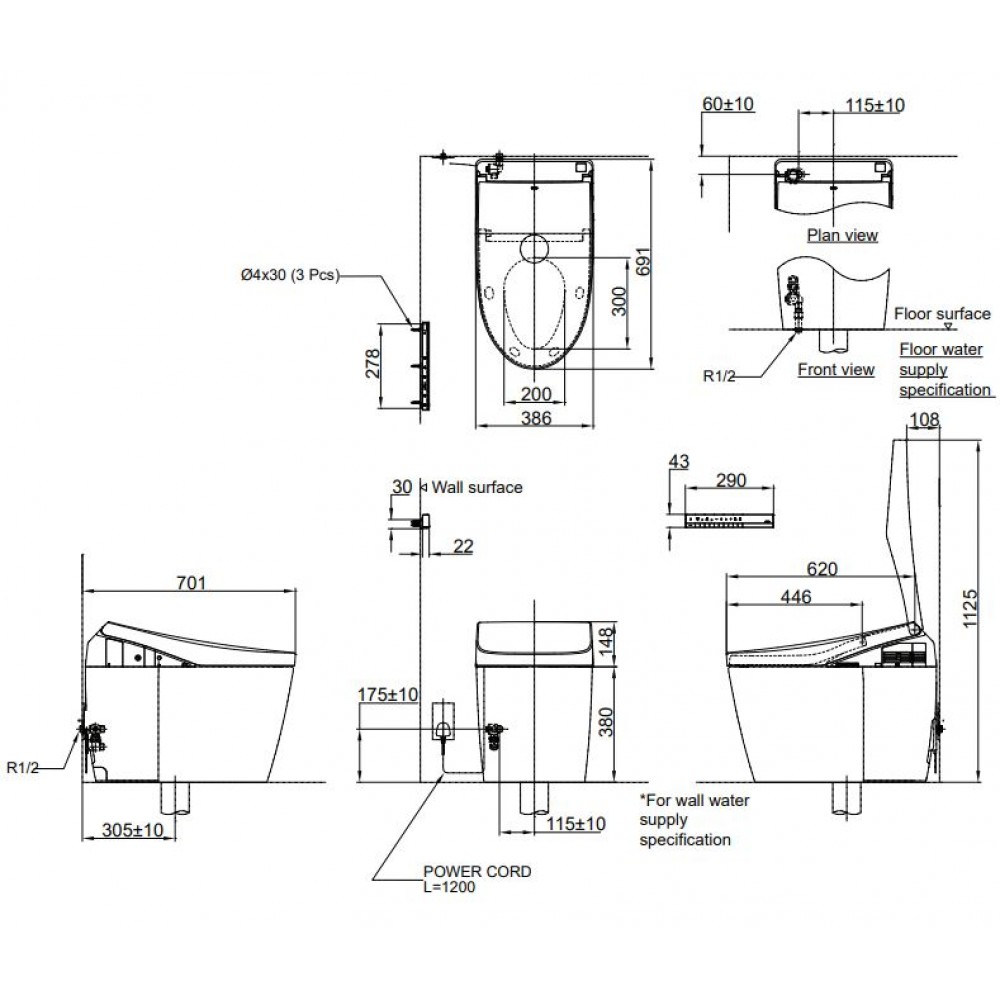 60±10
115±10
Plan view
Ø4x30 (3 Pcs)
691
300
278
Floor surface
R1/2
Front view
Floor water
supply
specification
200
386
108
43
290
30
Wall surface
22
701
620
446
1125
148
175±10
380
R1/2
*For wall water
supply
specification
305±10
115±10
POWER CORD
L=1200